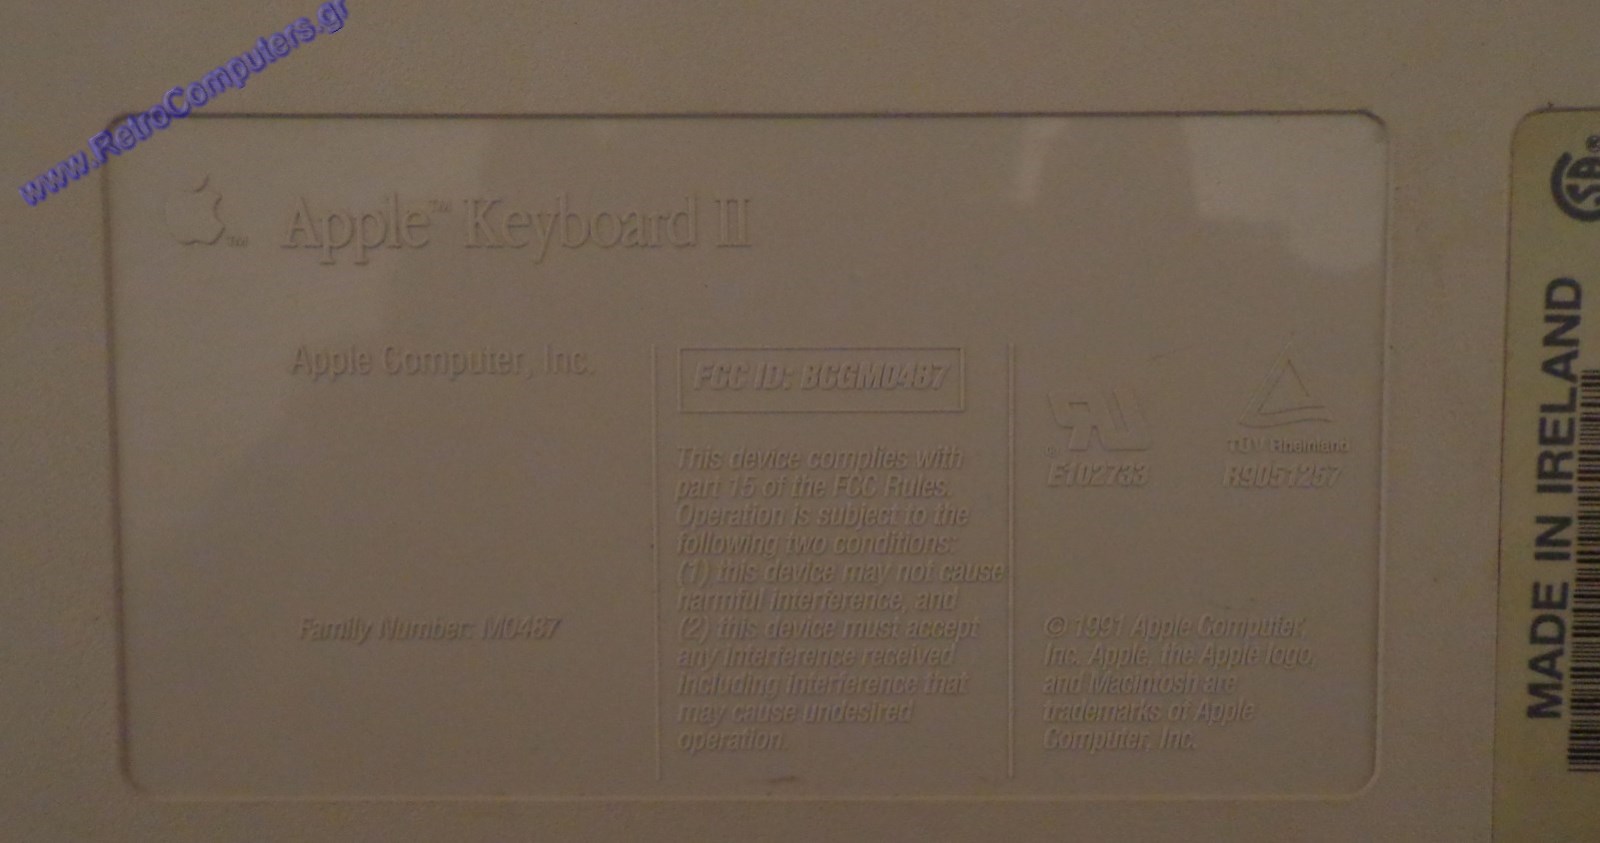 www.RetroComputers.gr
™ Apple™ Keyboard II
Apple Computer, Inc.
Family Number: M0487
FCC ID: BCGM0487
This device complies with
part 15 of the FCC Rules.
Operation is subject to the
following two conditions:
(1) this device may not cause
harmful interference, and
(2) this device must accept
any interference received
including interference that
may cause undesired
operation.
® E102733
TÜV Rheinland
R9051257
© 1991 Apple Computer,
Inc. Apple, the Apple logo,
and Macintosh are
trademarks of Apple
Computer, Inc.
MADE IN IRELAND